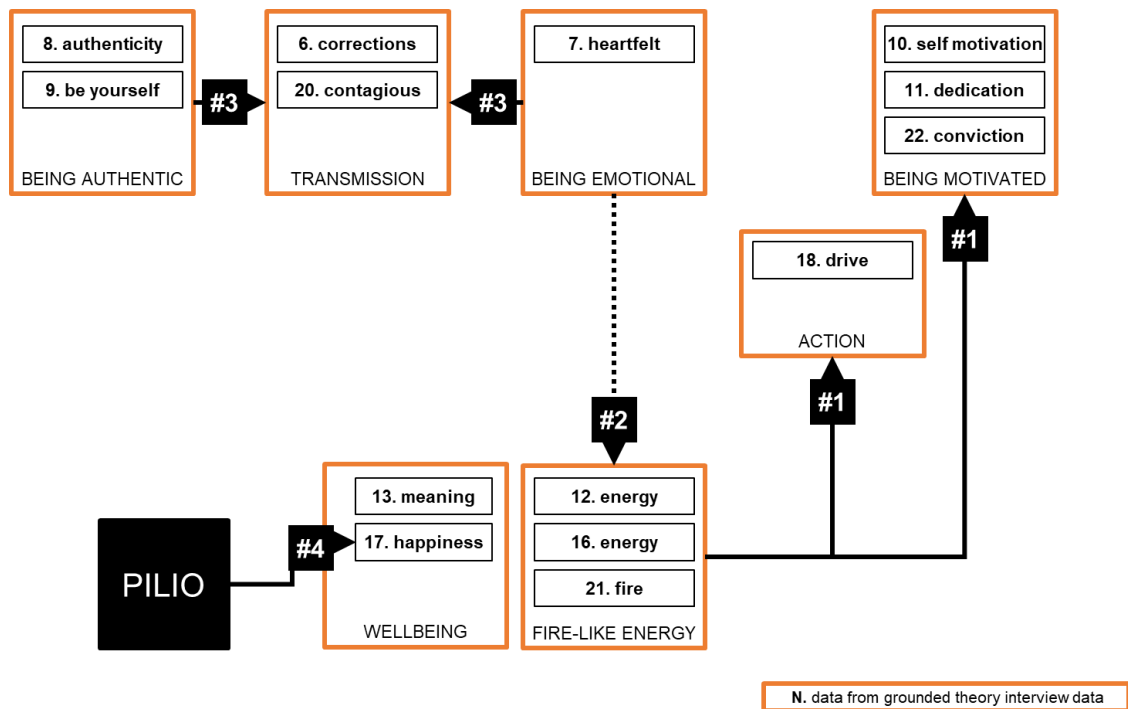 8. authenticity
9. be yourself
BEING AUTHENTIC
#3
6. corrections
20. contagious
TRANSMISSION
#3
7. heartfelt
BEING EMOTIONAL
10. self motivation
11. dedication
22. conviction
BEING MOTIVATED
#1
18. drive
ACTION
#1
#2
PILIO
#4
13. meaning
17. happiness
WELLBEING
12. energy
16. energy
21. fire
FIRE-LIKE ENERGY
N. data from grounded theory interview data